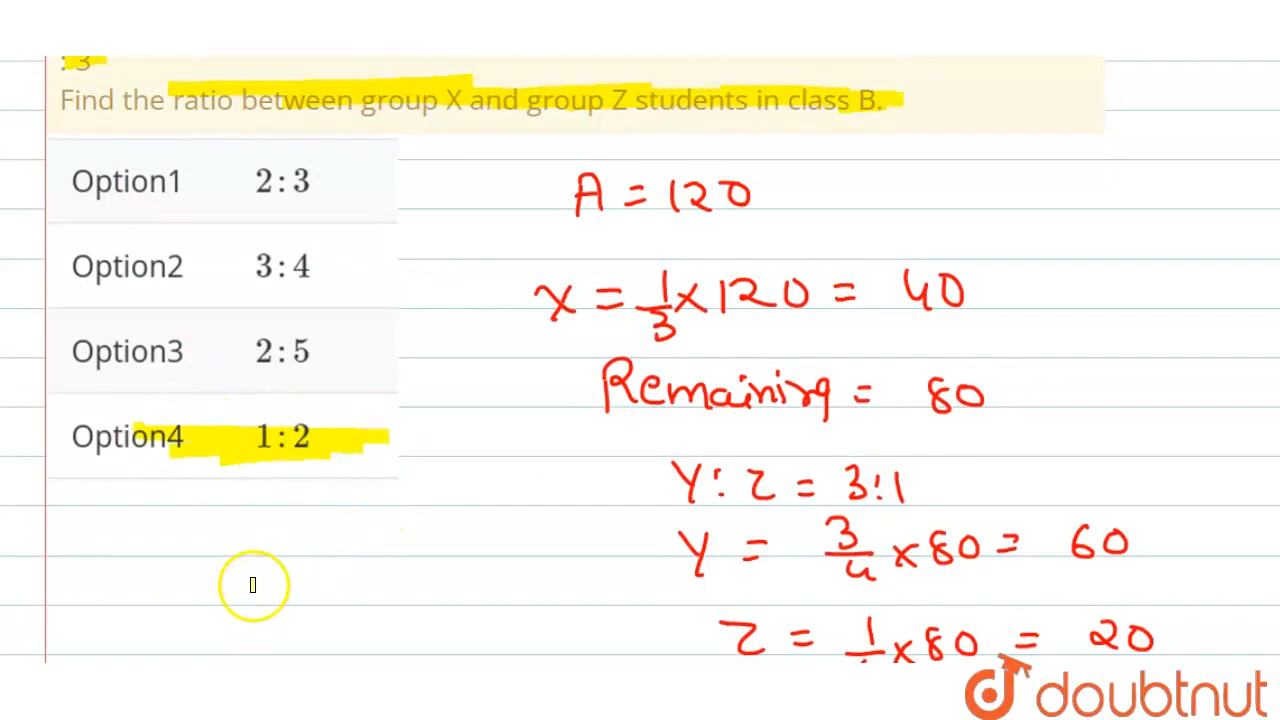 : 3
Find the ratio between group X and group Z students in class B.
Option1 2 : 3
Option2 3 : 4
Option3 2 : 5
Option4 1 : 2
A = 120
X = 1/3 x 120 = 40
Remaining = 80
Y : Z = 3 : 1
Y = 3/4 x 80 = 60
Z = 1/ x 80 = 20
doubtnut